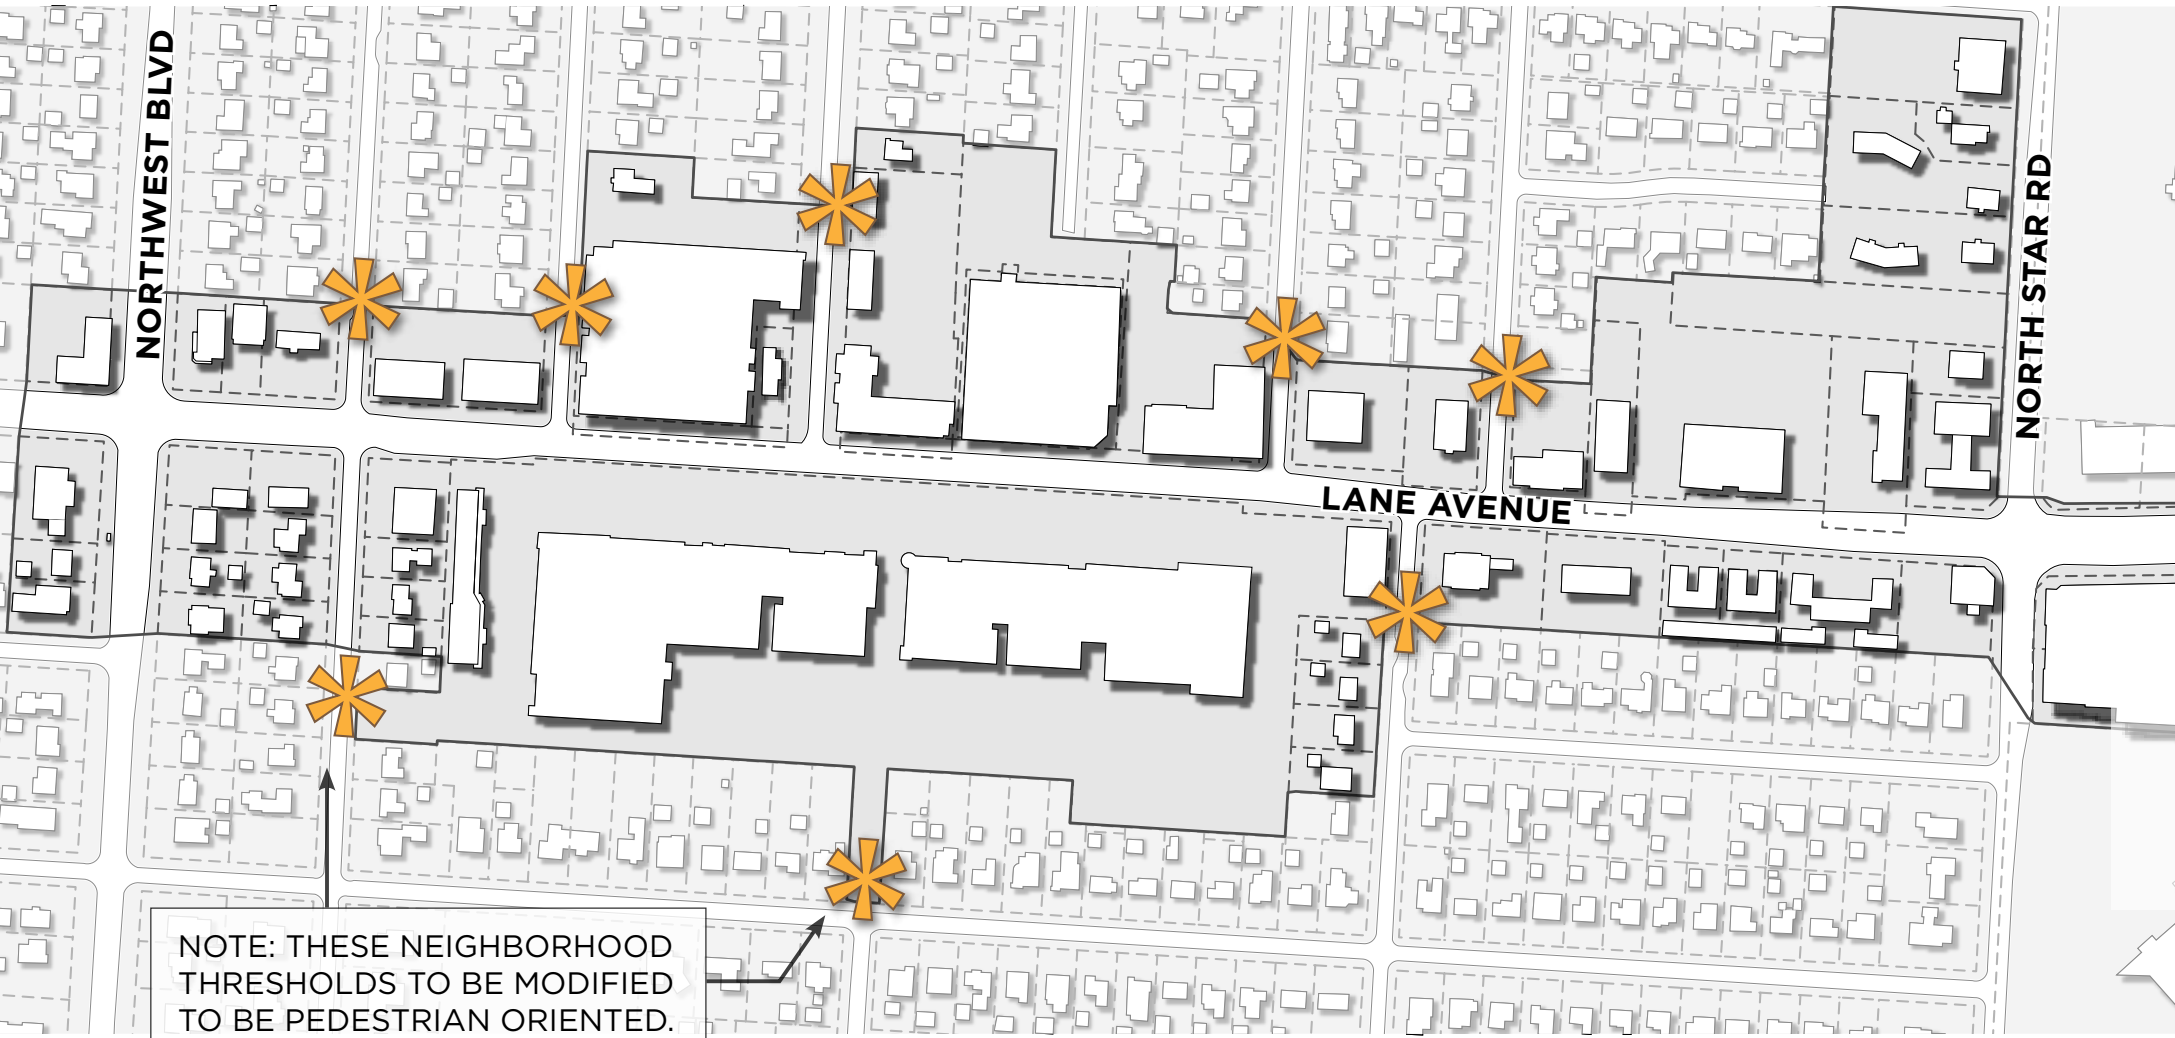 NORTHWEST BLVD
NORTH STAR RD
LANE AVENUE
NOTE: THESE NEIGHBORHOOD
THRESHOLDS TO BE MODIFIED
TO BE PEDESTRIAN ORIENTED.